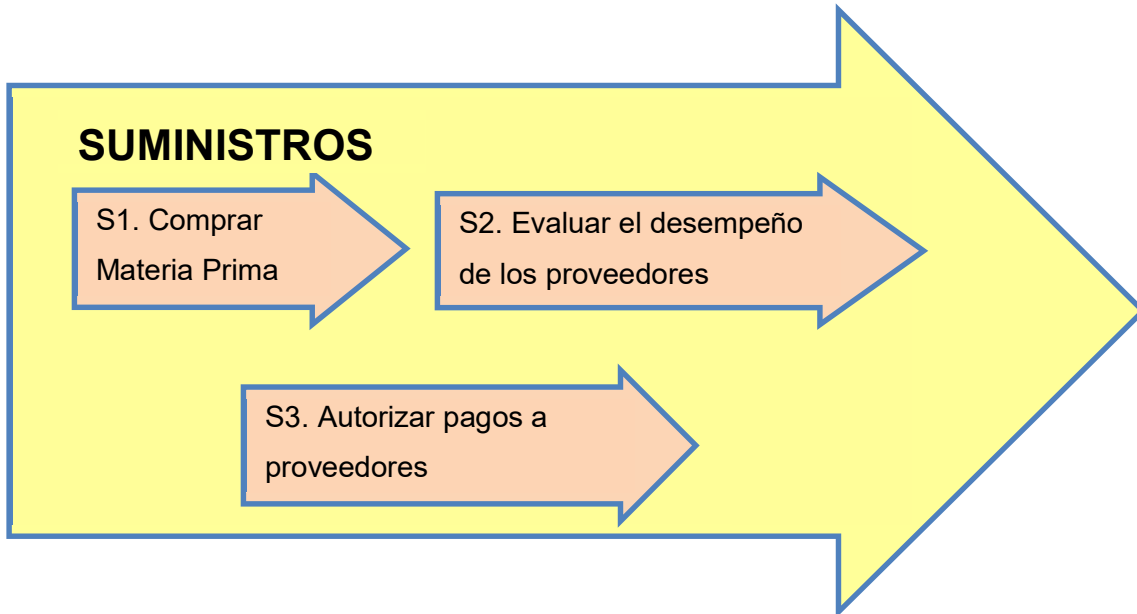 SUMINISTROS
S1. Comprar
Materia Prima
S2. Evaluar el desempeño
de los proveedores
S3. Autorizar pagos a
proveedores